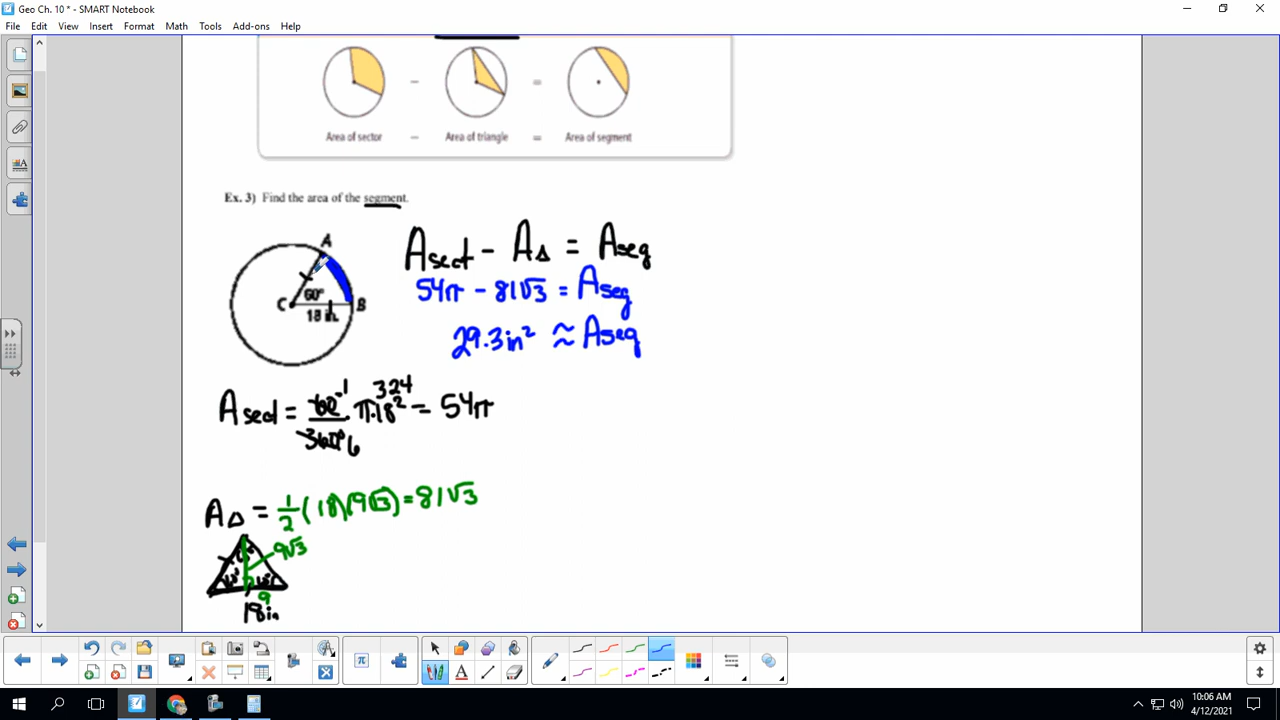 Geo Ch. 10 * - SMART Notebook
File Edit View Insert Format Math Tools Add-ons Help
Area of sector - Area of triangle = Area of segment
Ex. 3) Find the area of the segment.
A
C 60° B
18 in.
Asect - A△ = Aseg
54π - 81√3 = Aseg
29.3in² ≈ Aseg
Asect = 60°1/360°6 · π·18² 324 = 54π
A△ = 1/2(18)(9√3) = 81√3
9√3
9
18in
10:06 AM
4/12/2021